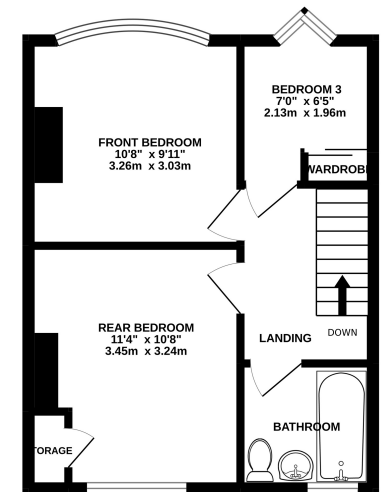 BEDROOM 3
7'0" x 6'5"
2.13m x 1.96m
FRONT BEDROOM
10'8" x 9'11"
3.26m x 3.03m
WARDROBE
REAR BEDROOM
11'4" x 10'8"
3.45m x 3.24m
DOWN
LANDING
BATHROOM
TORAGE